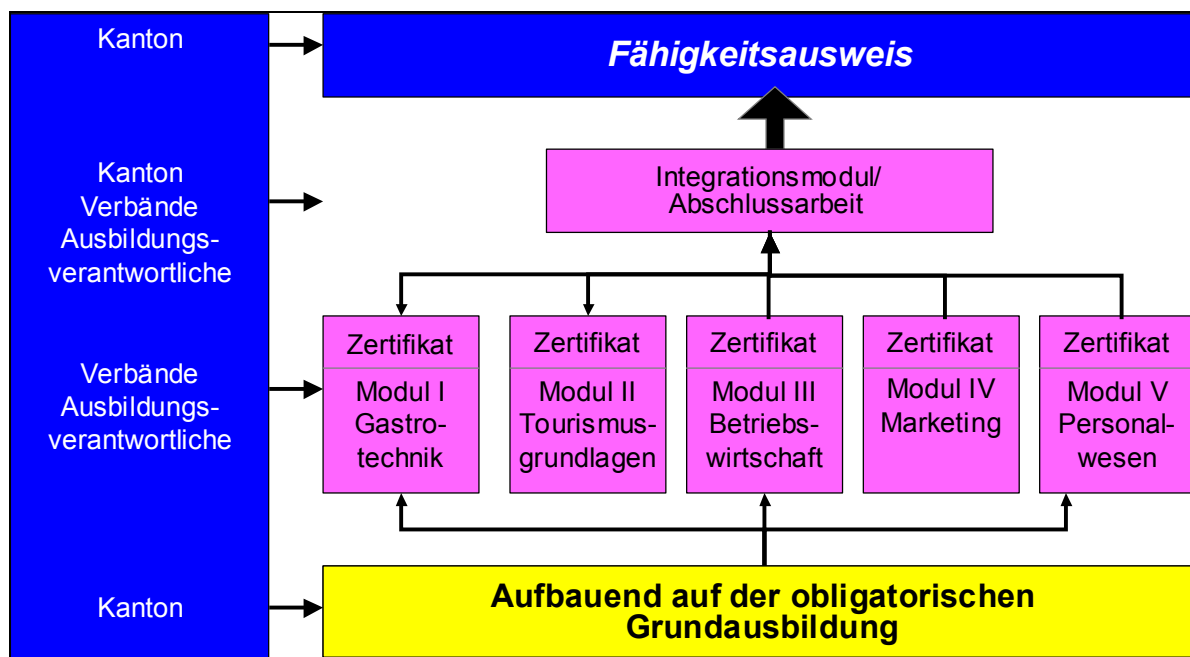 Kanton
Fähigkeitsausweis
Kanton
Verbände
Ausbildungs-
verantwortliche
Integrationsmodul/
Abschlussarbeit
Verbände
Ausbildungs-
verantwortliche
Zertifikat
Modul I
Gastro-
technik
Zertifikat
Modul II
Tourismus-
grundlagen
Zertifikat
Modul III
Betriebs-
wirtschaft
Zertifikat
Modul IV
Marketing
Zertifikat
Modul V
Personal-
wesen
Kanton
Aufbauend auf der obligatorischen
Grundausbildung